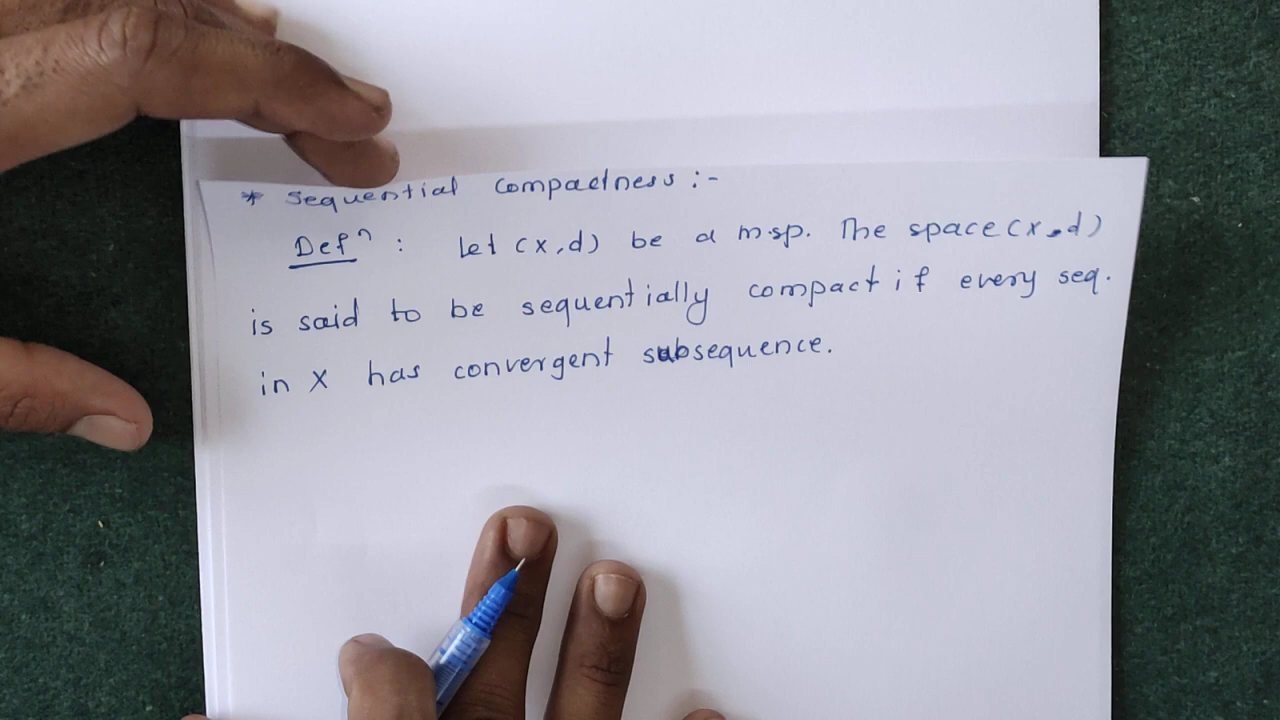 * Sequential Compactness :-
Defⁿ : Let (X, d) be a m.sp. The space (X, d)
is said to be sequentially compact if every seq.
in X has convergent subsequence.